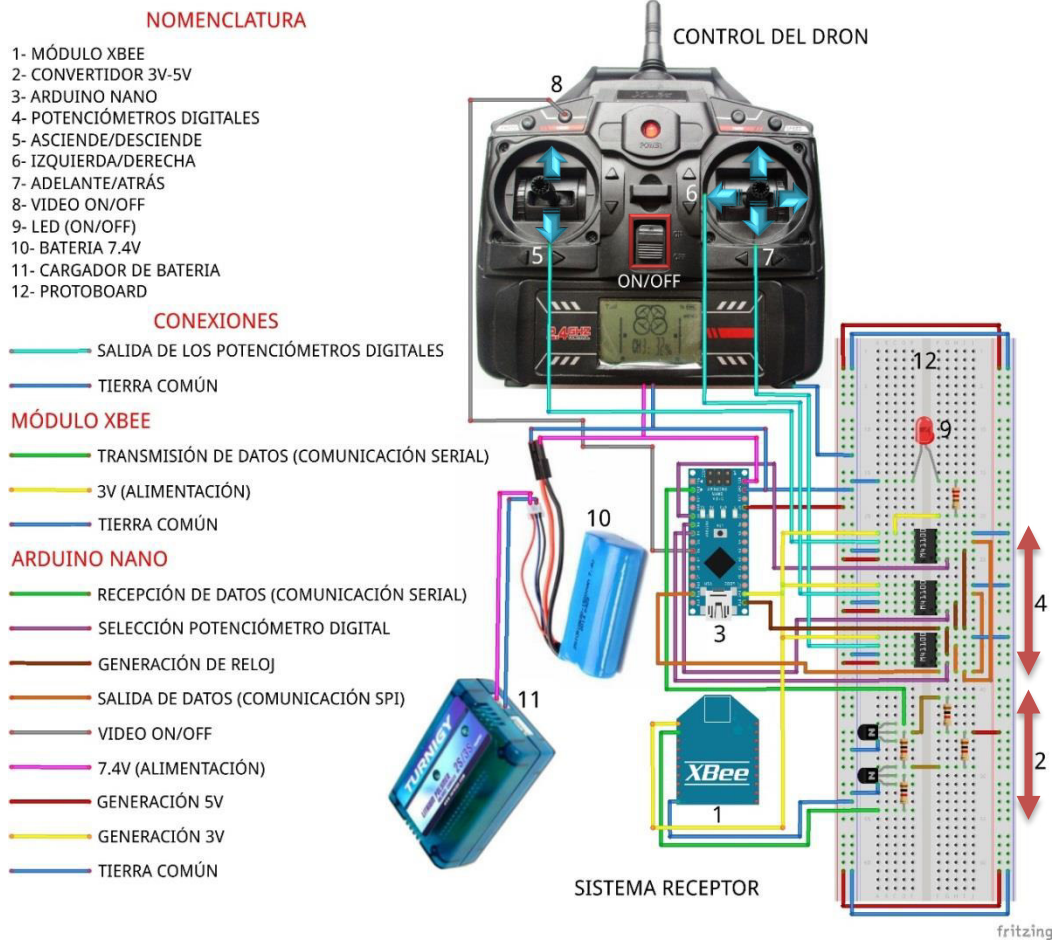 NOMENCLATURA
1- MÓDULO XBEE
2- CONVERTIDOR 3V-5V
3- ARDUINO NANO
4- POTENCIÓMETROS DIGITALES
5- ASCIENDE/DESCIENDE
6- IZQUIERDA/DERECHA
7- ADELANTE/ATRÁS
8- VIDEO ON/OFF
9- LED (ON/OFF)
10- BATERIA 7.4V
11- CARGADOR DE BATERIA
12- PROTOBOARD
CONEXIONES
SALIDA DE LOS POTENCIÓMETROS DIGITALES
TIERRA COMÚN
MÓDULO XBEE
TRANSMISIÓN DE DATOS (COMUNICACIÓN SERIAL)
3V (ALIMENTACIÓN)
TIERRA COMÚN
ARDUINO NANO
RECEPCIÓN DE DATOS (COMUNICACIÓN SERIAL)
SELECCIÓN POTENCIÓMETRO DIGITAL
GENERACIÓN DE RELOJ
SALIDA DE DATOS (COMUNICACIÓN SPI)
VIDEO ON/OFF
7.4V (ALIMENTACIÓN)
GENERACIÓN 5V
GENERACIÓN 3V
TIERRA COMÚN
CONTROL DEL DRON
8
POWER
6
5
7
ON/OFF
12
9
10
3
4
11
TURNIGY
XBee
1
2
SISTEMA RECEPTOR
fritzing